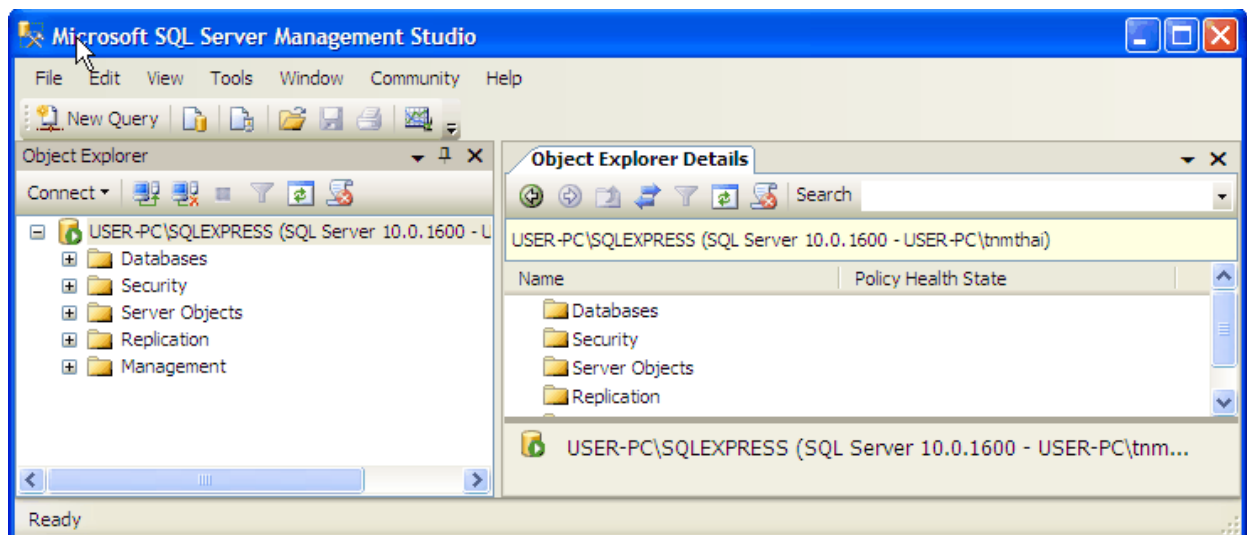 Microsoft SQL Server Management Studio
File Edit View Tools Window Community Help
New Query
Object Explorer
Connect
USER-PC\SQLEXPRESS (SQL Server 10.0.1600 - U
Databases
Security
Server Objects
Replication
Management
Object Explorer Details
Search
USER-PC\SQLEXPRESS (SQL Server 10.0.1600 - USER-PC\tnmthai)
Name Policy Health State
Databases
Security
Server Objects
Replication
USER-PC\SQLEXPRESS (SQL Server 10.0.1600 - USER-PC\tnm...
Ready